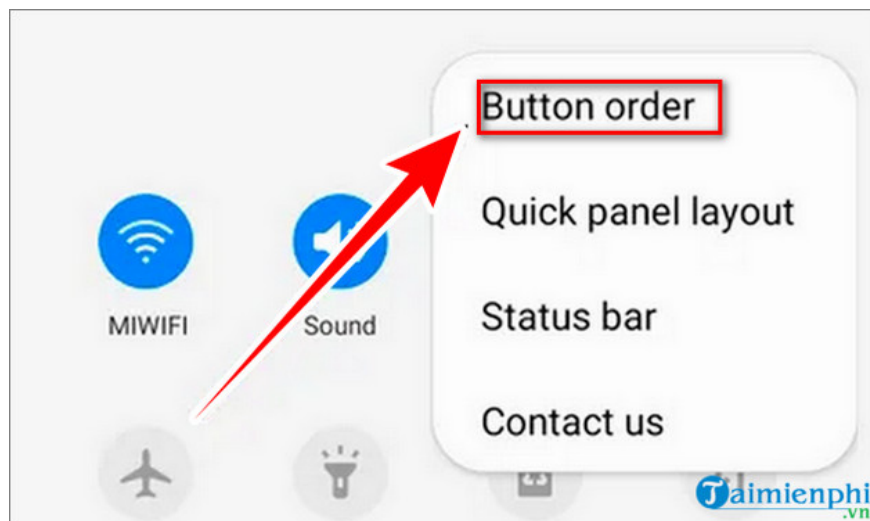 Button order
Quick panel layout
MIWIFI
Sound
Status bar
Contact us
Taimienphi
.vn